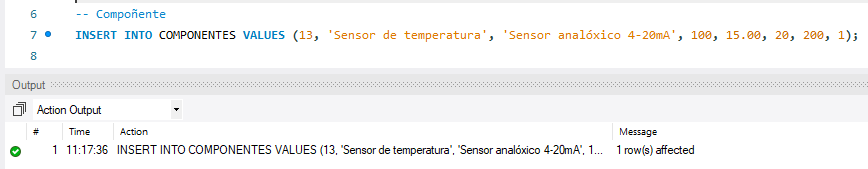 6 -- Compoñente
7 INSERT INTO COMPONENTES VALUES (13, 'Sensor de temperatura', 'Sensor analóxico 4-20mA', 100, 15.00, 20, 200, 1);
8
Output
Action Output
# Time Action Message
1 11:17:36 INSERT INTO COMPONENTES VALUES (13, 'Sensor de temperatura', 'Sensor analóxico 4-20mA', 1... 1 row(s) affected